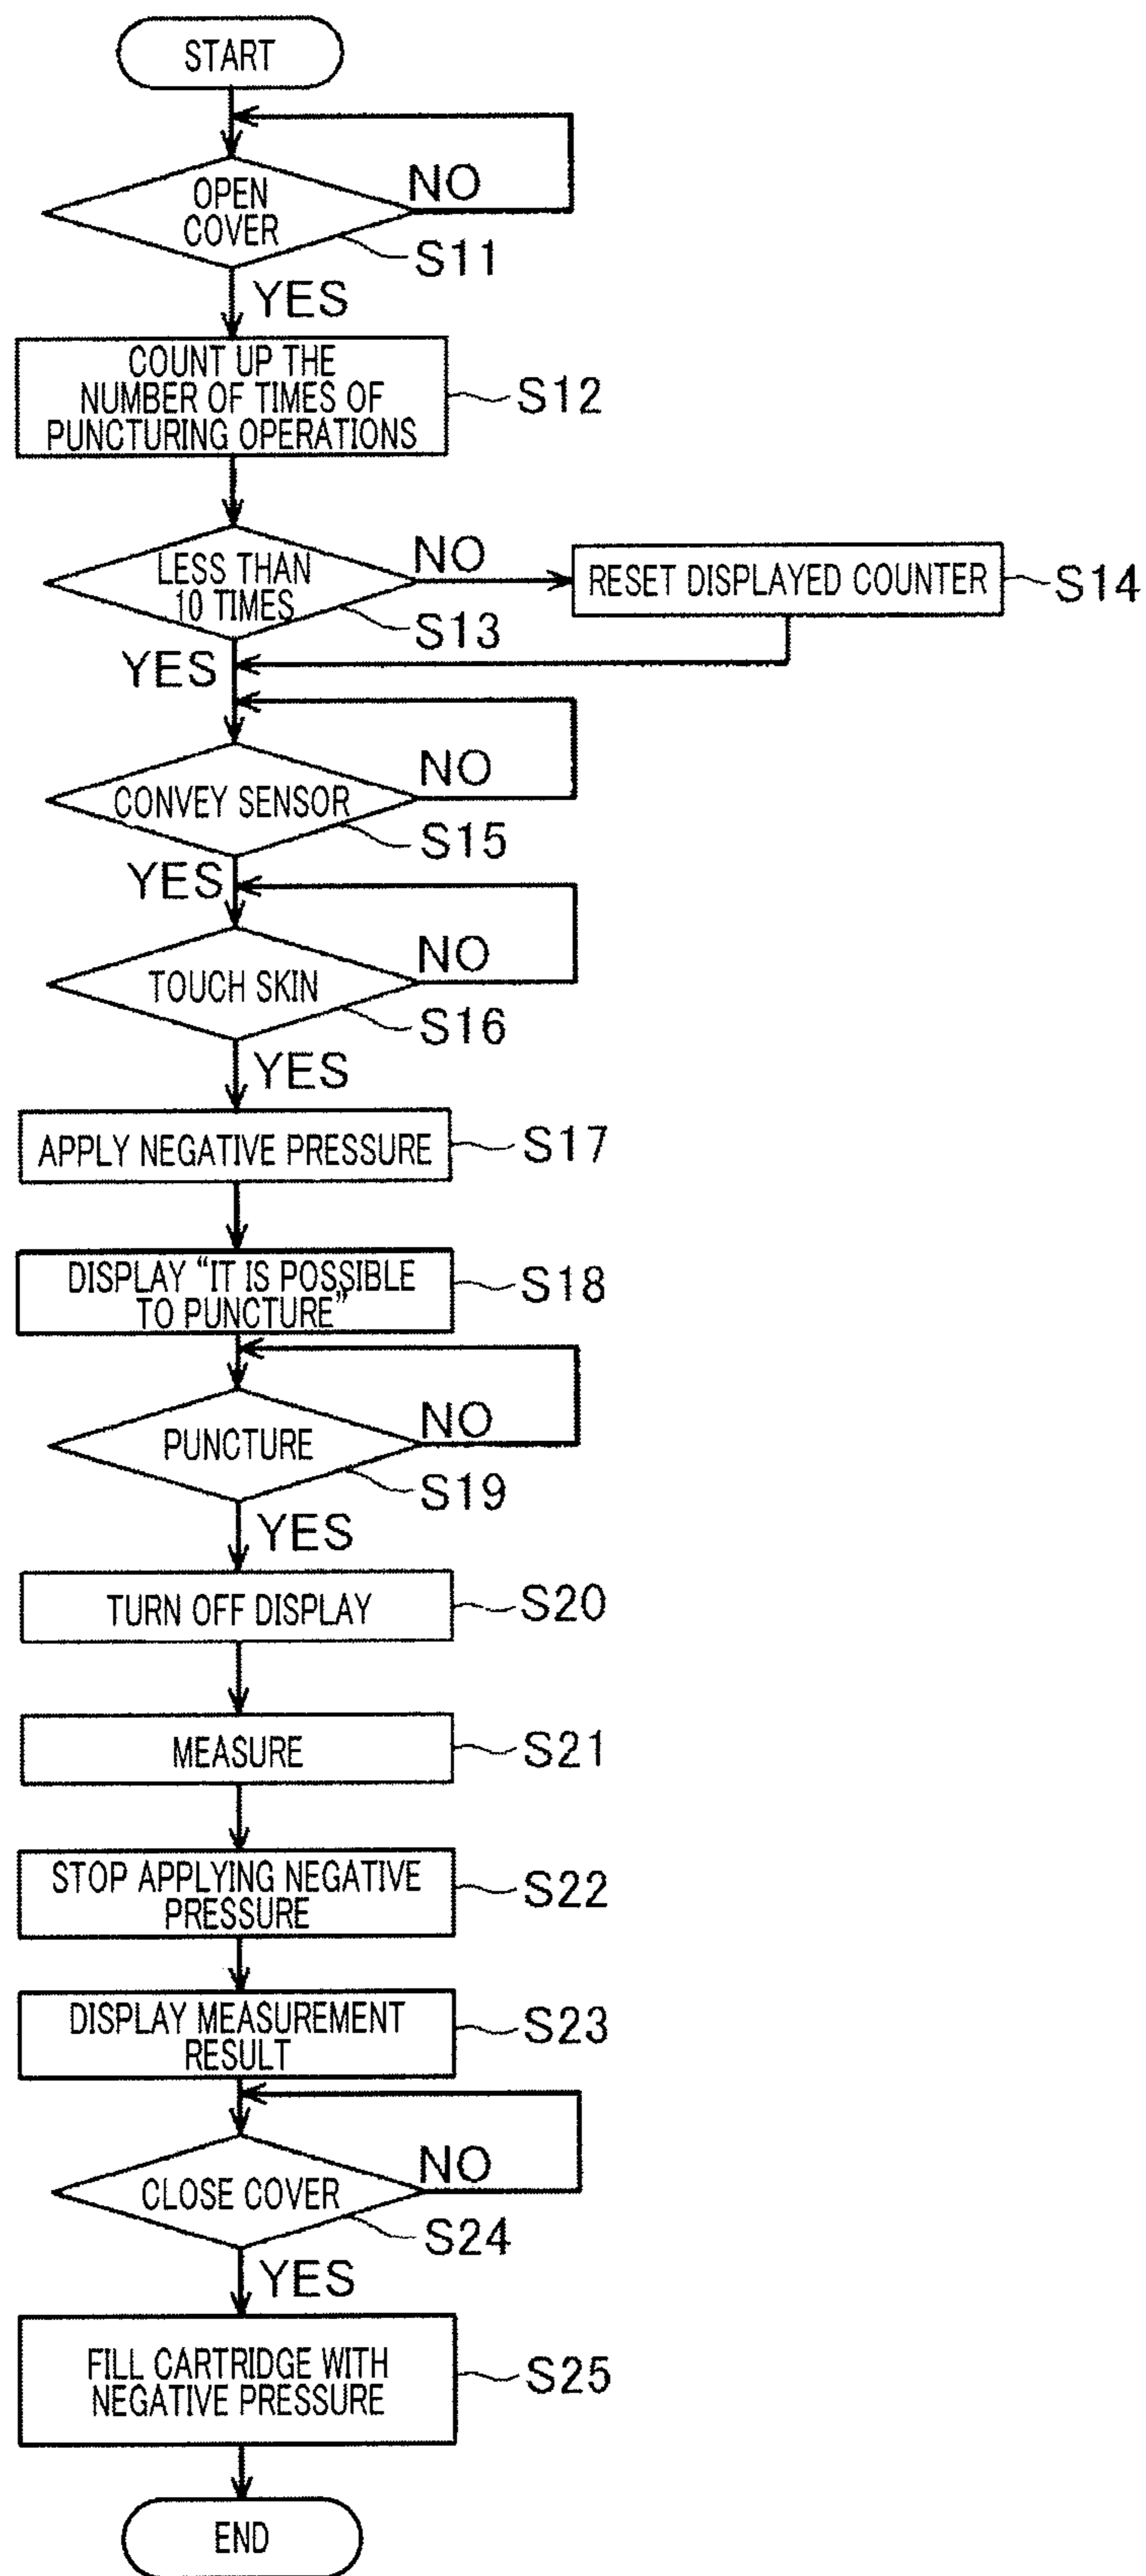 START
OPEN
COVER
NO
S11
YES
COUNT UP THE
NUMBER OF TIMES OF
PUNCTURING OPERATIONS
S12
LESS THAN
10 TIMES
NO
S13
RESET DISPLAYED COUNTER
S14
YES
CONVEY SENSOR
NO
S15
YES
TOUCH SKIN
NO
S16
YES
APPLY NEGATIVE PRESSURE
S17
DISPLAY “IT IS POSSIBLE
TO PUNCTURE”
S18
PUNCTURE
NO
S19
YES
TURN OFF DISPLAY
S20
MEASURE
S21
STOP APPLYING NEGATIVE
PRESSURE
S22
DISPLAY MEASUREMENT
RESULT
S23
CLOSE COVER
NO
S24
YES
FILL CARTRIDGE WITH
NEGATIVE PRESSURE
S25
END